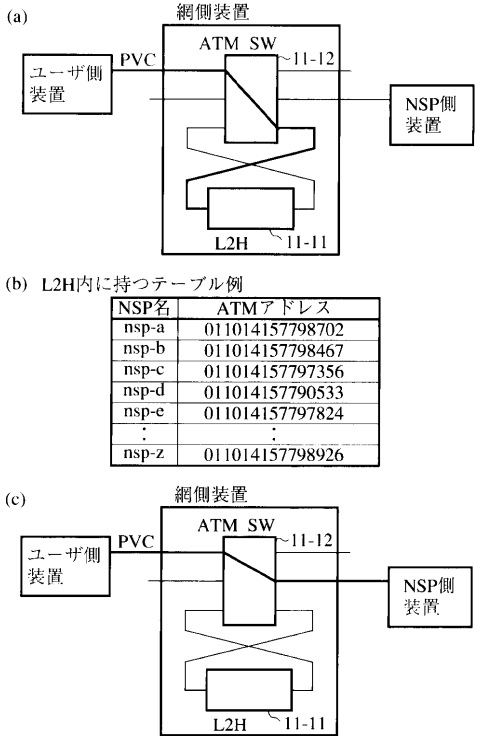 (a)
網側装置
ATM SW
11-12
ユーザ側
装置
PVC
NSP側
装置
L2H
11-11
(b) L2H内に持つテーブル例
NSP名 ATMアドレス
nsp-a 011014157798702
nsp-b 011014157798467
nsp-c 011014157797356
nsp-d 011014157790533
nsp-e 011014157797824
: :
nsp-z 011014157798926
(c)
網側装置
ATM SW
11-12
ユーザ側
装置
PVC
NSP側
装置
L2H
11-11